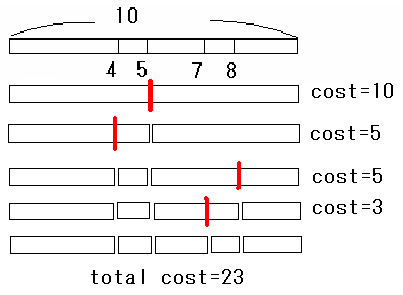 10
4 5 7 8
cost=10
cost=5
cost=5
cost=3
total cost=23